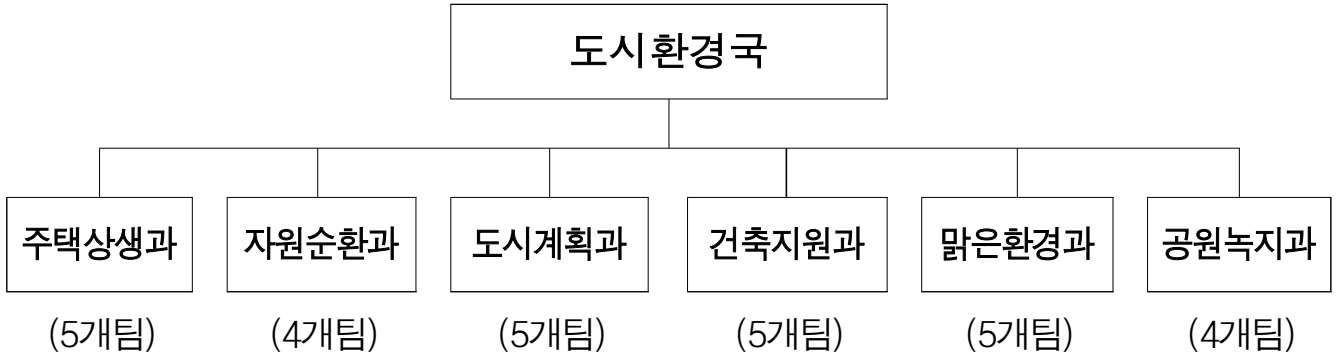 도시환경국
주택상생과 자원순환과 도시계획과 건축지원과 맑은환경과 공원녹지과
(5개팀) (4개팀) (5개팀) (5개팀) (5개팀) (4개팀)